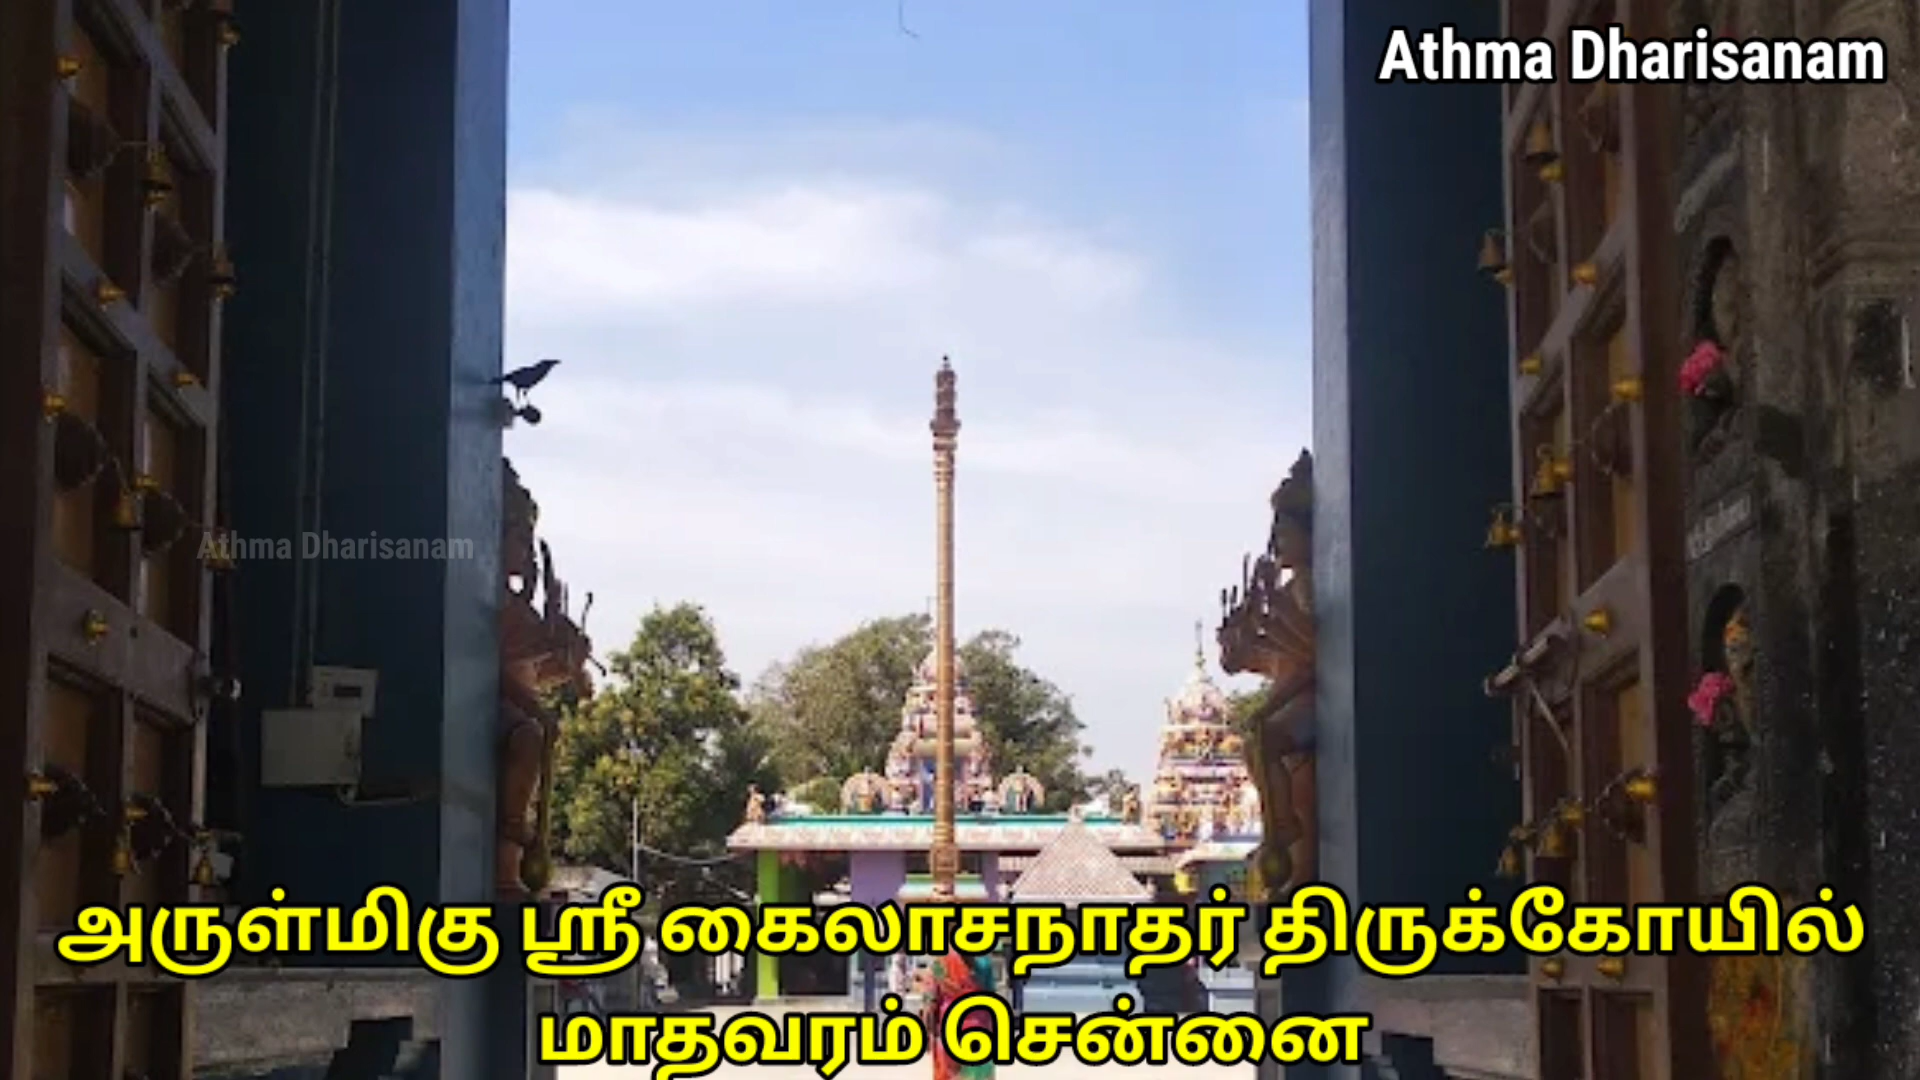 Athma Dharisanam
Athma Dharisanam
அருள்மிகு ஸ்ரீ கைலாசநாதர் திருக்கோயில்
மாதவரம் சென்னை